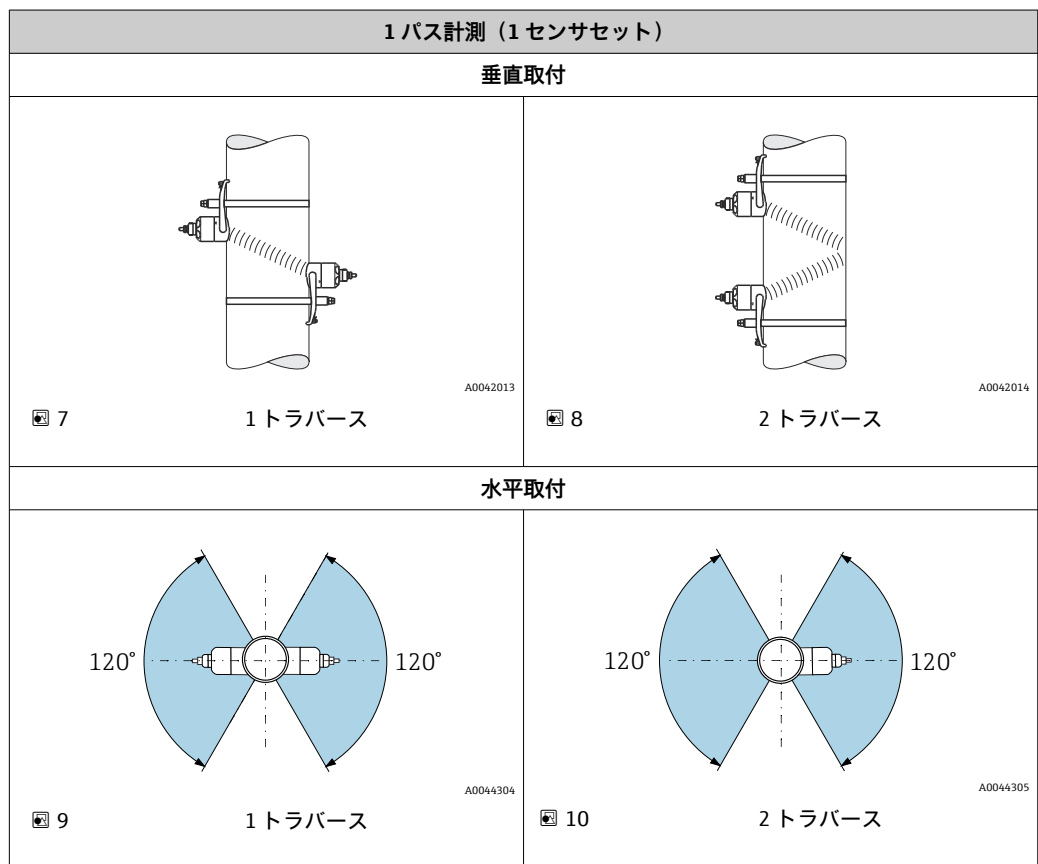 1 パス計測（1 センサセット）
垂直取付
A0042013
7 1 トラバース
A0042014
8 2 トラバース
水平取付
120° 120°
A0044304
9 1 トラバース
120° 120°
A0044305
10 2 トラバース